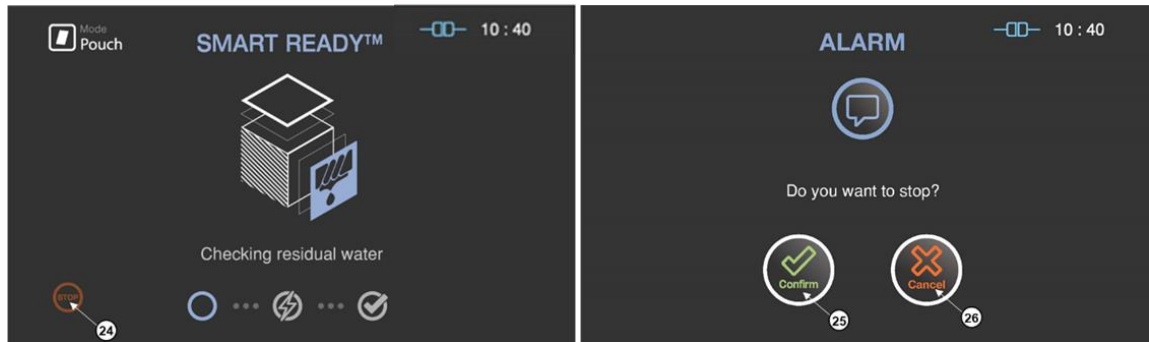 Mode
Pouch
SMART READY™
10 : 40
Checking residual water
STOP
24
ALARM
10 : 40
Do you want to stop?
Confirm
Cancel
25
26